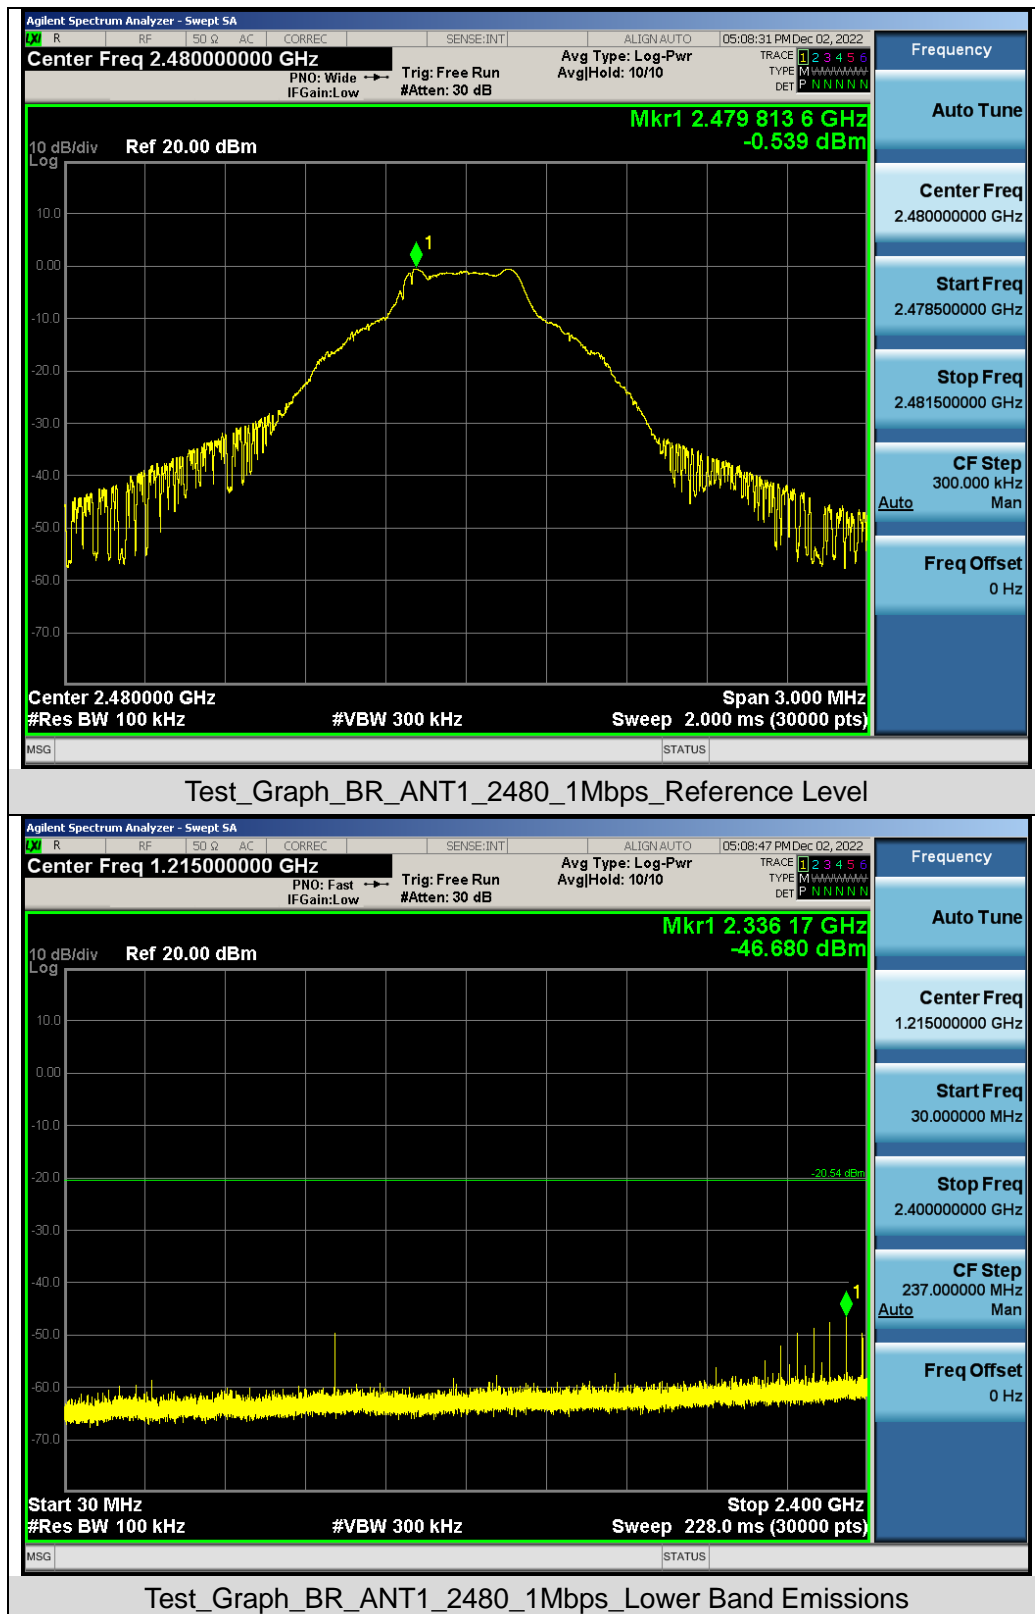 Agilent Spectrum Analyzer - Swept SA
LXI R RF 50 Ω AC CORREC SENSE:INT ALIGN AUTO 05:08:31 PM Dec 02, 2022
Center Freq 2.480000000 GHz
PNO: Wide
IFGain:Low
Trig: Free Run
#Atten: 30 dB
Avg Type: Log-Pwr
Avg|Hold: 10/10
TRACE 1 2 3 4 5 6
TYPE M
DET P N N N N N
Mkr1 2.479 813 6 GHz
-0.539 dBm
10 dB/div Ref 20.00 dBm
Log
1
10.0
0.00
-10.0
-20.0
-30.0
-40.0
-50.0
-60.0
-70.0
Center 2.480000 GHz Span 3.000 MHz
#Res BW 100 kHz #VBW 300 kHz Sweep 2.000 ms (30000 pts)
MSG STATUS
Frequency
Auto Tune
Center Freq
2.480000000 GHz
Start Freq
2.478500000 GHz
Stop Freq
2.481500000 GHz
CF Step
300.000 kHz
Auto Man
Freq Offset
0 Hz
Test_Graph_BR_ANT1_2480_1Mbps_Reference Level
Agilent Spectrum Analyzer - Swept SA
LXI R RF 50 Ω AC CORREC SENSE:INT ALIGN AUTO 05:08:47 PM Dec 02, 2022
Center Freq 1.215000000 GHz
PNO: Fast
IFGain:Low
Trig: Free Run
#Atten: 30 dB
Avg Type: Log-Pwr
Avg|Hold: 10/10
TRACE 1 2 3 4 5 6
TYPE M
DET P N N N N N
Mkr1 2.336 17 GHz
-46.680 dBm
10 dB/div Ref 20.00 dBm
Log
10.0
0.00
-10.0
-20.0
-20.54 dBm
-30.0
-40.0
1
-50.0
-60.0
-70.0
Start 30 MHz Stop 2.400 GHz
#Res BW 100 kHz #VBW 300 kHz Sweep 228.0 ms (30000 pts)
MSG STATUS
Frequency
Auto Tune
Center Freq
1.215000000 GHz
Start Freq
30.000000 MHz
Stop Freq
2.400000000 GHz
CF Step
237.000000 MHz
Auto Man
Freq Offset
0 Hz
Test_Graph_BR_ANT1_2480_1Mbps_Lower Band Emissions